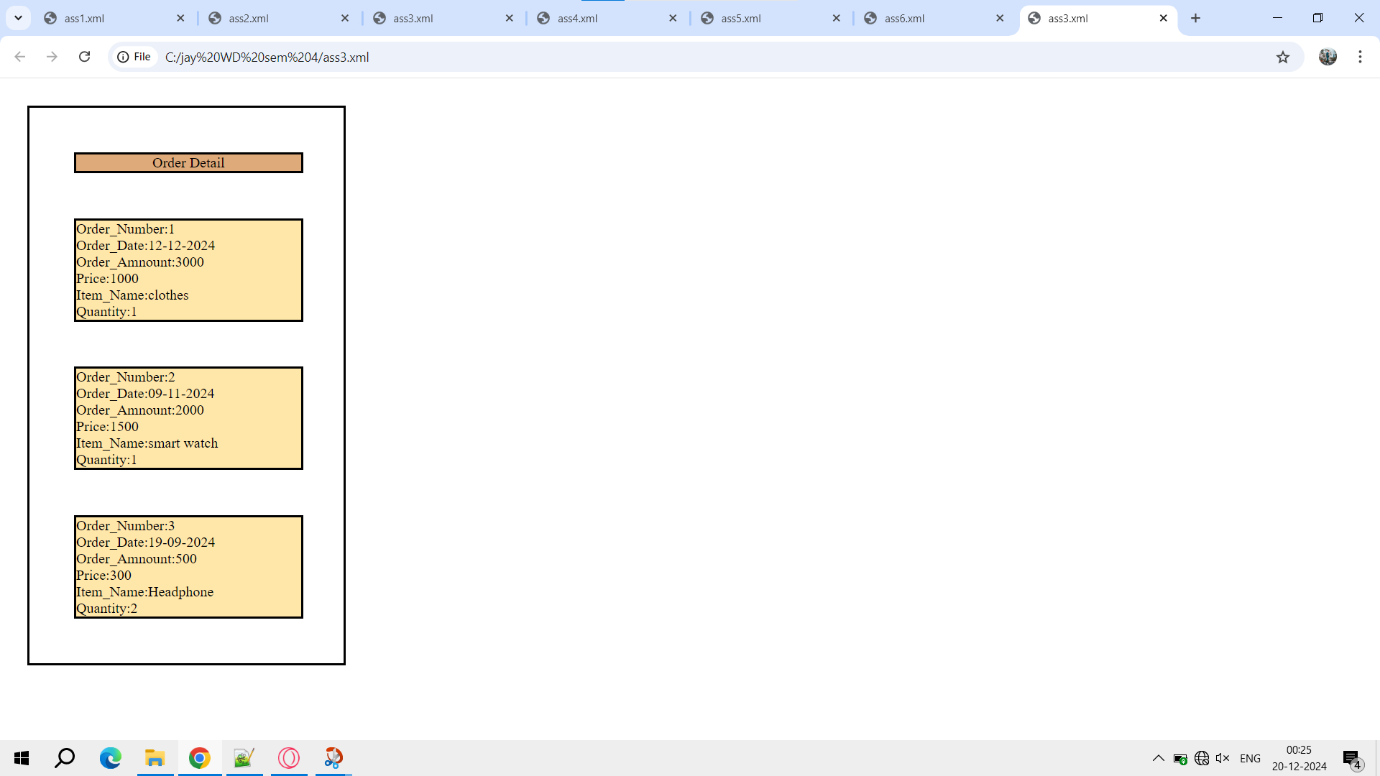 ass1.xml
ass2.xml
ass3.xml
ass4.xml
ass5.xml
ass6.xml
ass3.xml
File
C:/jay%20WD%20sem%204/ass3.xml
Order Detail
Order_Number:1
Order_Date:12-12-2024
Order_Amnount:3000
Price:1000
Item_Name:clothes
Quantity:1
Order_Number:2
Order_Date:09-11-2024
Order_Amnount:2000
Price:1500
Item_Name:smart watch
Quantity:1
Order_Number:3
Order_Date:19-09-2024
Order_Amnount:500
Price:300
Item_Name:Headphone
Quantity:2
ENG
00:25
20-12-2024
4